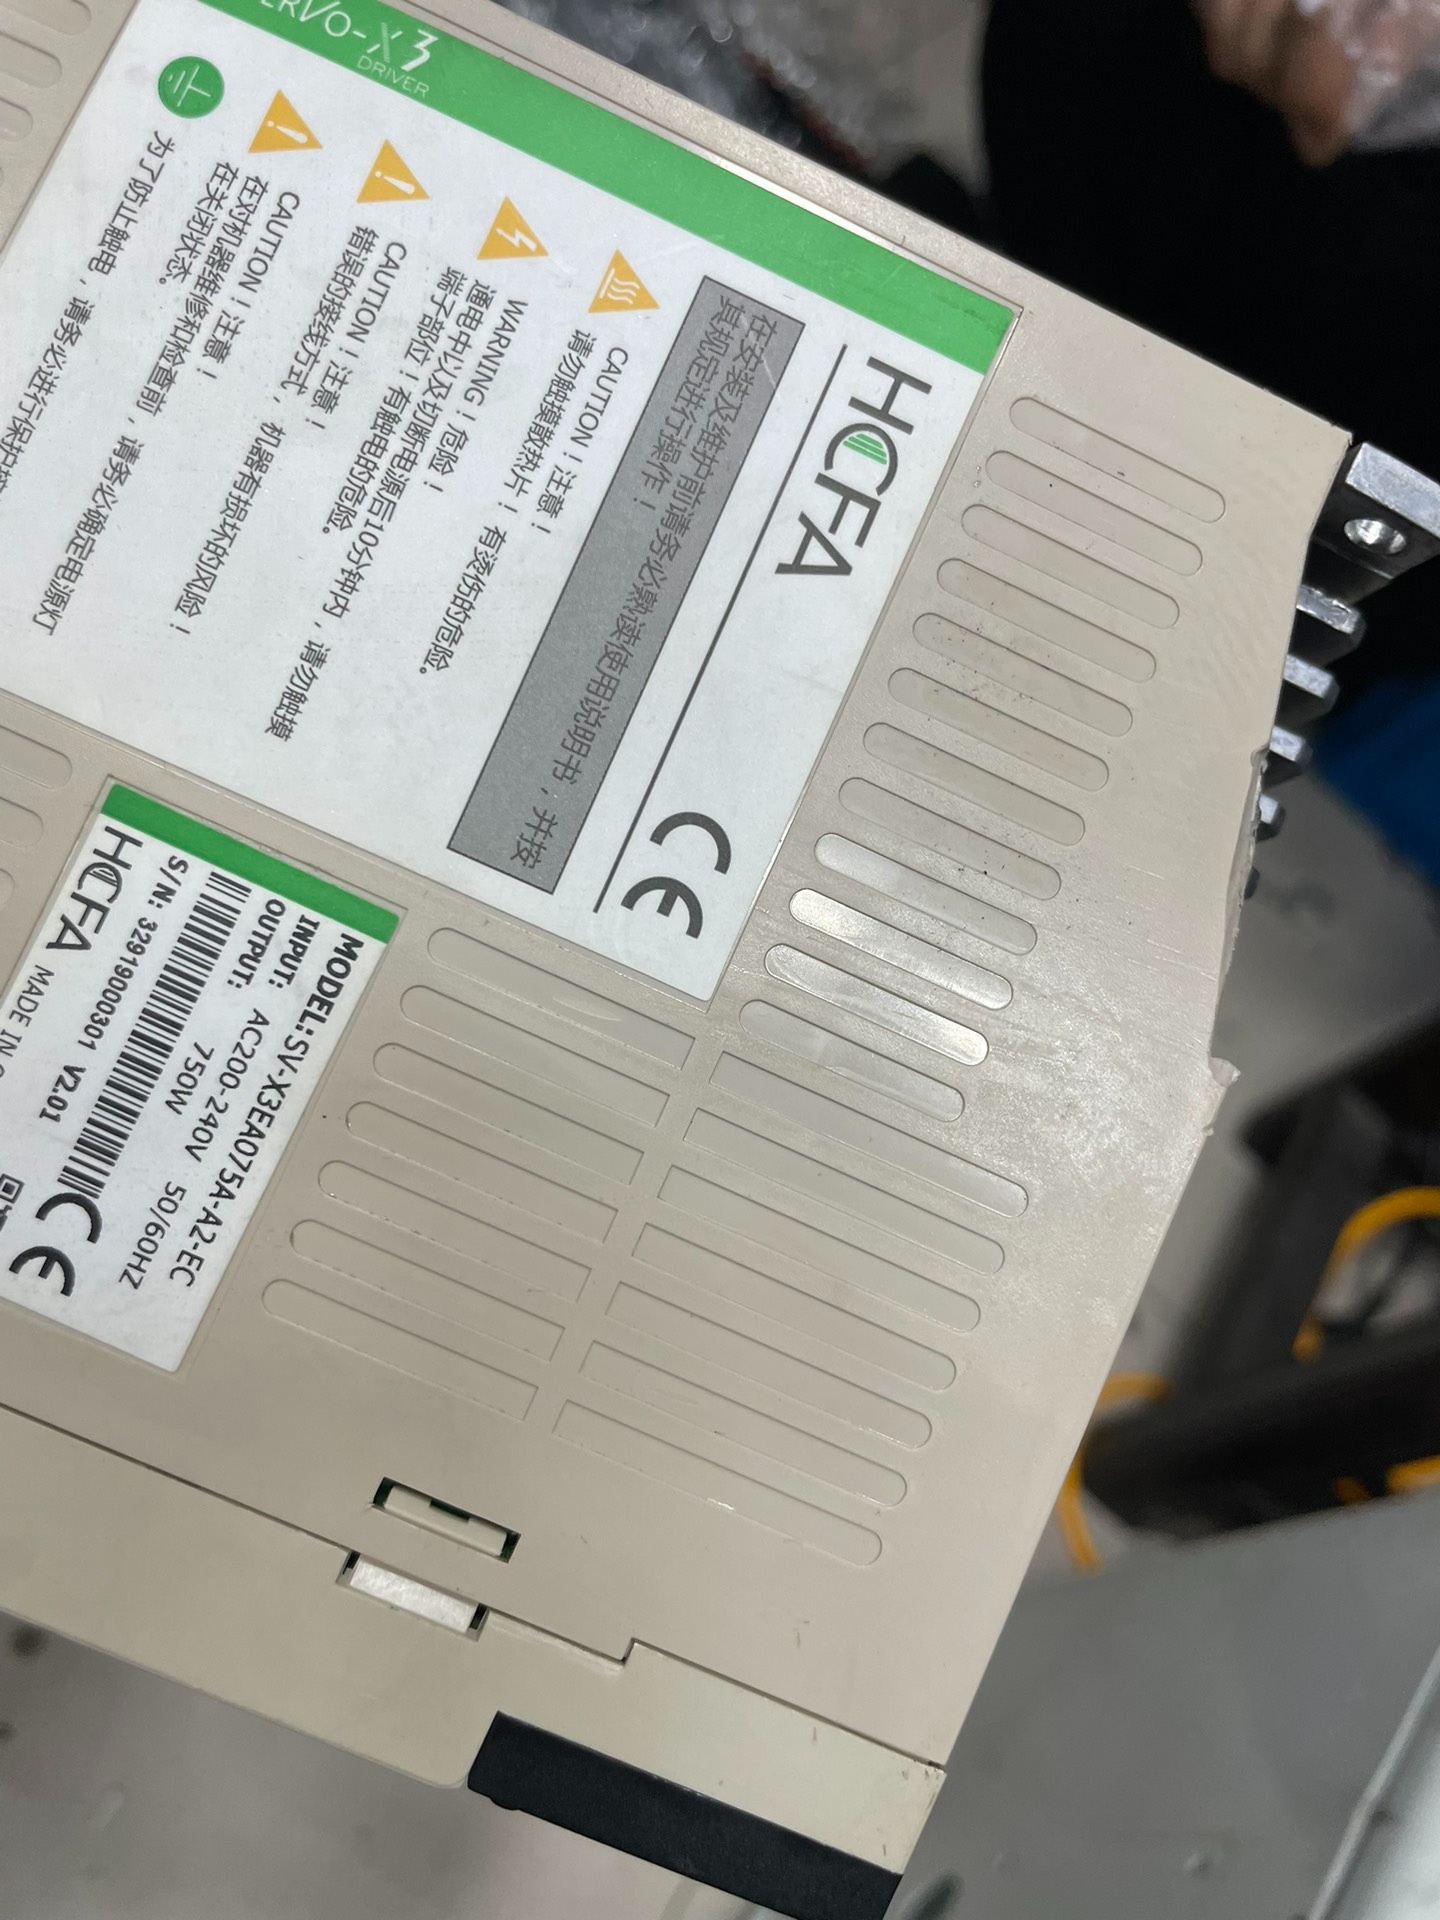 ERVO-X3
DRIVER
HCFA
CE
在安装及维护前请务必熟读使用说明书，并按
其规定进行操作！
CAUTION！注意！
请勿触摸散热片！有烫伤的危险。
WARNING！危险！
通电中以及切断电源后10分钟内，请勿触摸
端子部位！有触电的危险。
CAUTION！注意！
错误的接线方式，机器有损坏的风险！
CAUTION！注意！
在对机器维修和检查前，请务必确定电源灯
在关闭状态。
为了防止触电，请务必进行保护接
MODEL:SV-X3EA075A-A2-EC
INPUT: AC200-240V 50/60HZ
OUTPUT: 750W
S/N: 32919000301 V2.01
CE
HCFA MADE IN